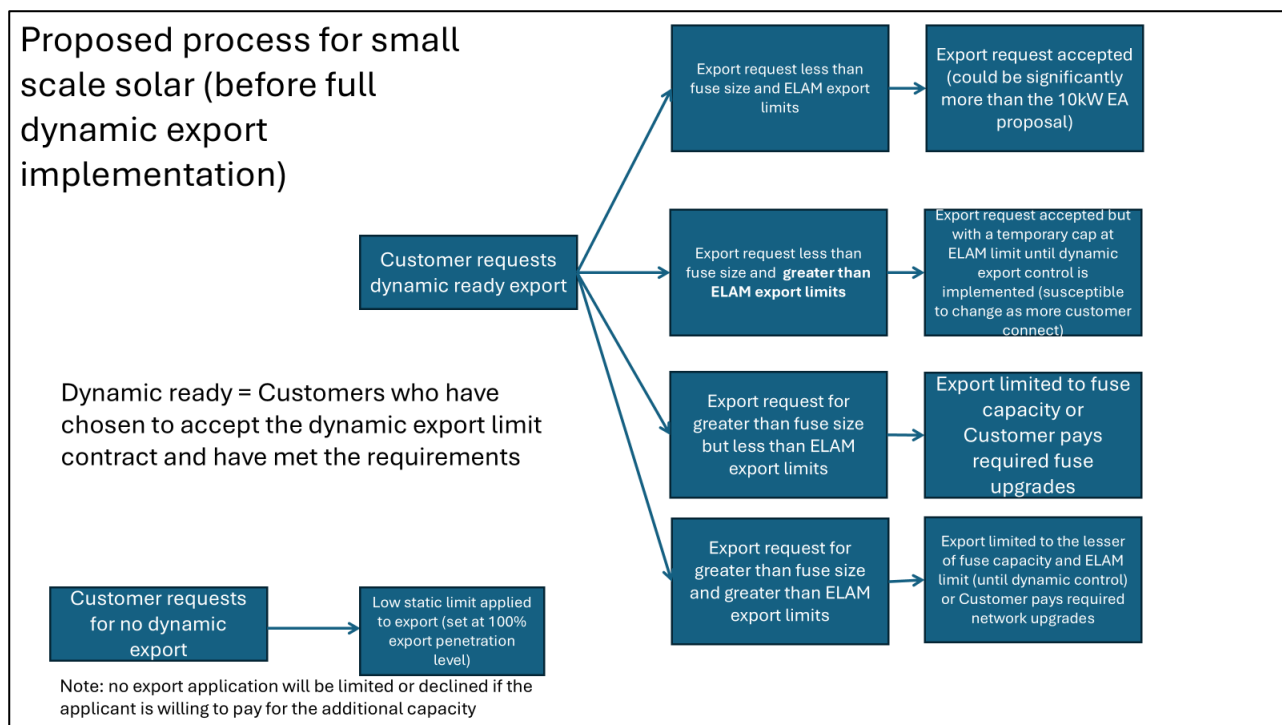 Proposed process for small
scale solar (before full
dynamic export
implementation)
Export request less than
fuse size and ELAM export
limits
Export request accepted
(could be significantly
more than the 10kW EA
proposal)
Customer requests
dynamic ready export
Export request less than
fuse size and greater than
ELAM export limits
Export request accepted but
with a temporary cap at
ELAM limit until dynamic
export control is
implemented (susceptible
to change as more customer
connect)
Dynamic ready = Customers who have
chosen to accept the dynamic export limit
contract and have met the requirements
Export request for
greater than fuse size
but less than ELAM
export limits
Export limited to fuse
capacity or
Customer pays
required fuse
upgrades
Export request for
greater than fuse size
and greater than ELAM
export limits
Export limited to the lesser
of fuse capacity and ELAM
limit (until dynamic control)
or Customer pays required
network upgrades
Customer requests
for no dynamic
export
Low static limit applied
to export (set at 100%
export penetration
level)
Note: no export application will be limited or declined if the
applicant is willing to pay for the additional capacity